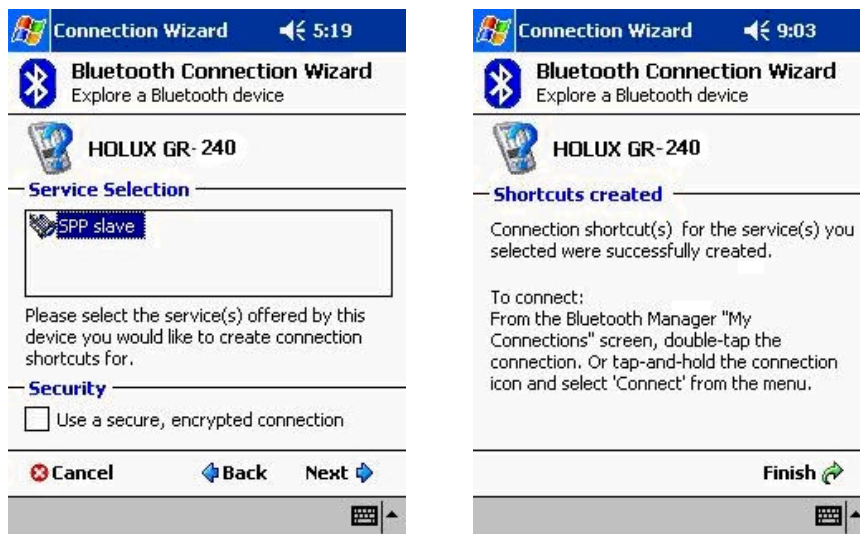 Connection Wizard 5:19
Bluetooth Connection Wizard
Explore a Bluetooth device
HOLUX GR-240
Service Selection
SPP slave
Please select the service(s) offered by this
device you would like to create connection
shortcuts for.
Security
Use a secure, encrypted connection
Cancel Back Next
Connection Wizard 9:03
Bluetooth Connection Wizard
Explore a Bluetooth device
HOLUX GR-240
Shortcuts created
Connection shortcut(s) for the service(s) you
selected were successfully created.
To connect:
From the Bluetooth Manager "My
Connections" screen, double-tap the
connection. Or tap-and-hold the connection
icon and select 'Connect' from the menu.
Finish